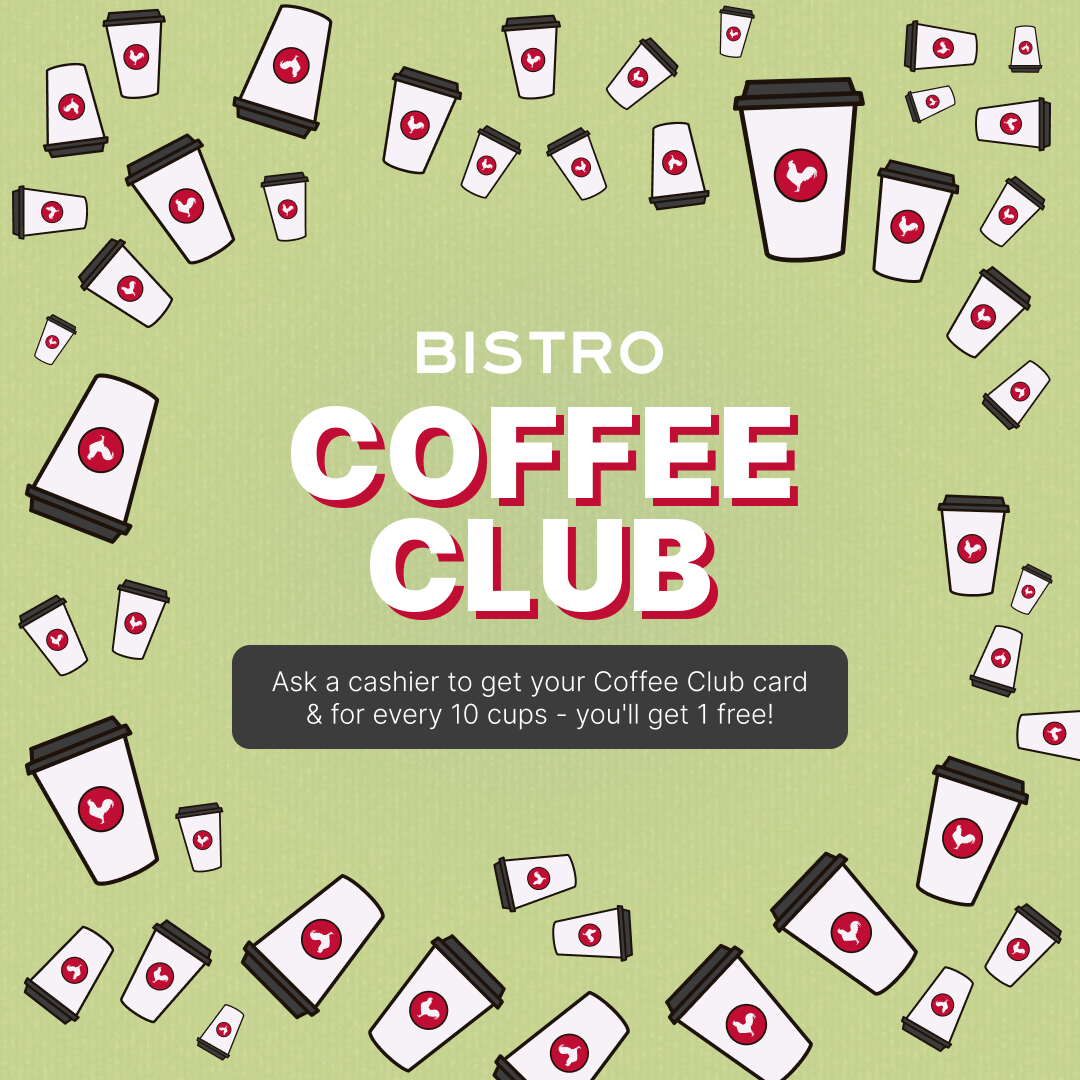 BISTRO
COFFEE
CLUB
Ask a cashier to get your Coffee Club card
& for every 10 cups - you'll get 1 free!